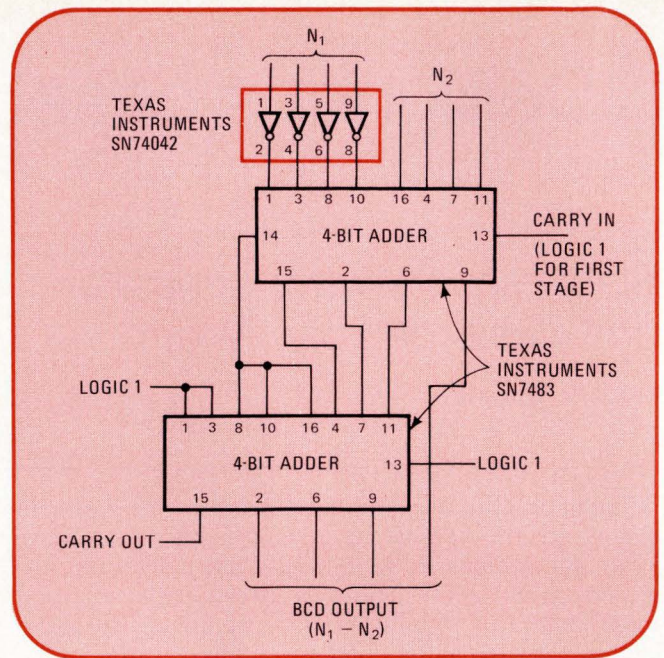 N₁
N₂
TEXAS
INSTRUMENTS
SN74042
1 3 5 9
2 4 6 8
1 3 8 10 16 4 7 11
14 4-BIT ADDER 13
15 2 6 9
CARRY IN
(LOGIC 1
FOR FIRST
STAGE)
TEXAS
INSTRUMENTS
SN7483
LOGIC 1
1 3 8 10 16 4 7 11
4-BIT ADDER 13
LOGIC 1
15 2 6 9
CARRY OUT
BCD OUTPUT
(N₁ − N₂)